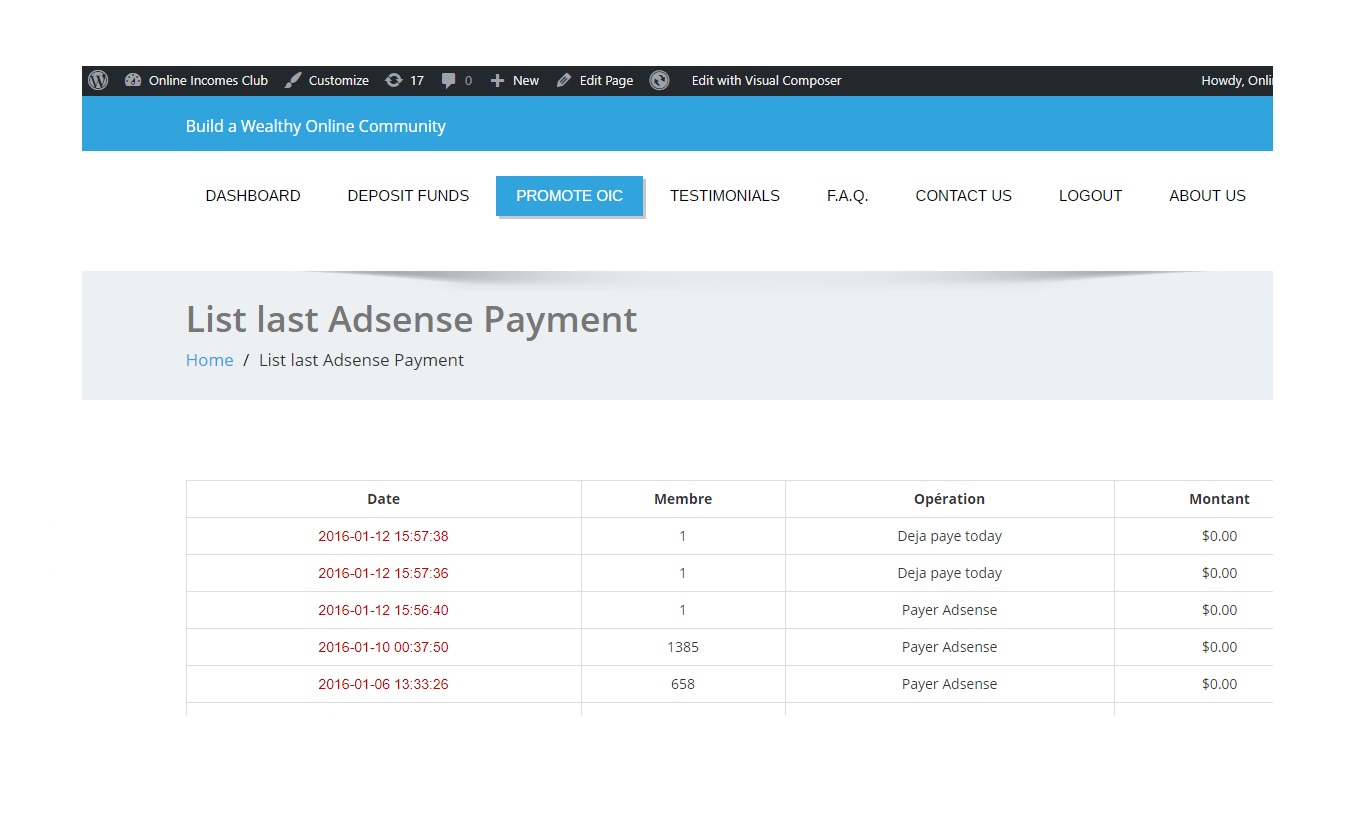 Online Incomes Club Customize 17 0 New Edit Page Edit with Visual Composer Howdy,
Build a Wealthy Online Community
DASHBOARD DEPOSIT FUNDS PROMOTE OIC TESTIMONIALS F.A.Q. CONTACT US LOGOUT ABOUT US
List last Adsense Payment
Home / List last Adsense Payment
Date Membre Opération Montant
2016-01-12 15:57:38 1 Deja paye today $0.00
2016-01-12 15:57:36 1 Deja paye today $0.00
2016-01-12 15:56:40 1 Payer Adsense $0.00
2016-01-10 00:37:50 1385 Payer Adsense $0.00
2016-01-06 13:33:26 658 Payer Adsense $0.00